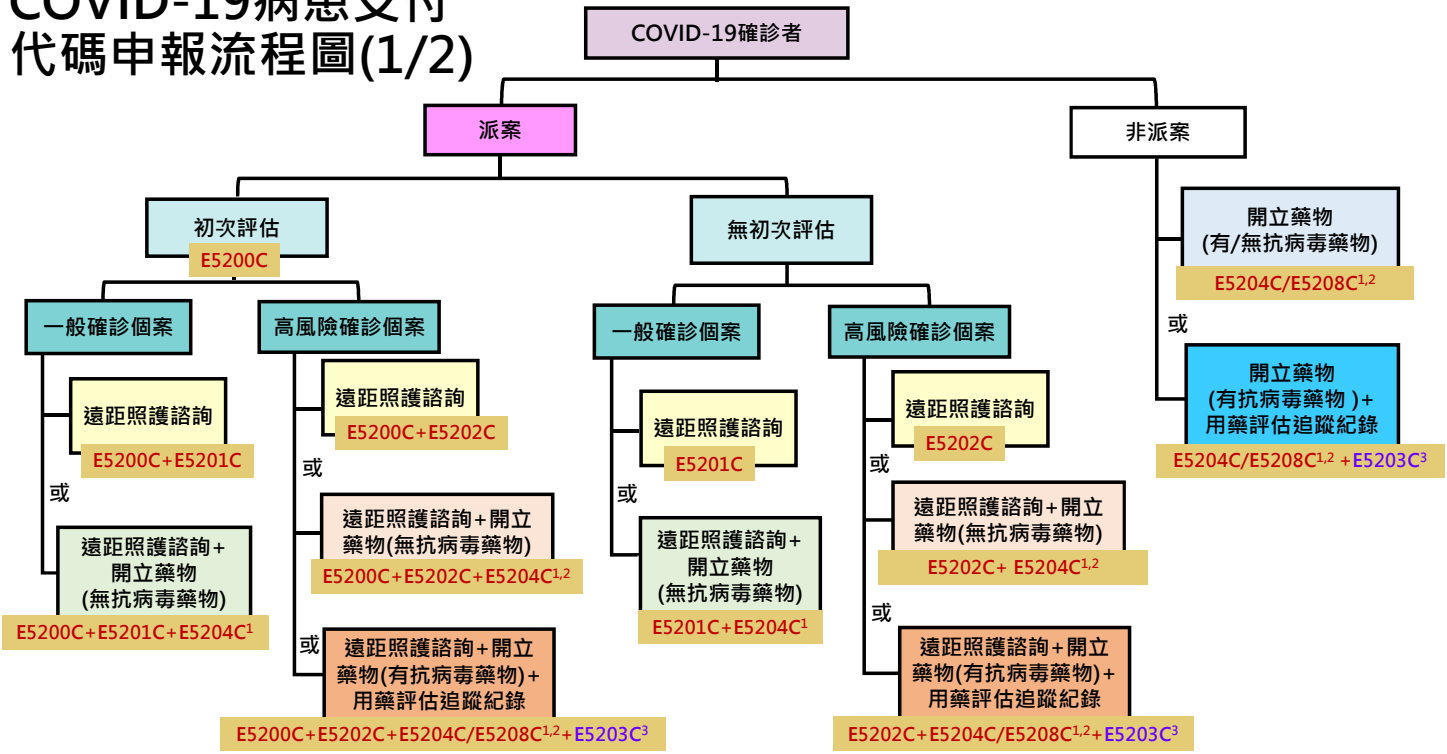 COVID-19病患支付
代碼申報流程圖(1/2)
COVID-19確診者
派案
非派案
初次評估
E5200C
無初次評估
開立藥物
(有/無抗病毒藥物)
E5204C/E5208C1,2
或
開立藥物
(有抗病毒藥物 )+
用藥評估追蹤紀錄
E5204C/E5208C1,2 +E5203C3
一般確診個案
遠距照護諮詢
E5200C+E5201C
或
遠距照護諮詢+
開立藥物
(無抗病毒藥物)
E5200C+E5201C+E5204C1
高風險確診個案
遠距照護諮詢
E5200C+E5202C
或
遠距照護諮詢+開立
藥物(無抗病毒藥物)
E5200C+E5202C+E5204C1,2
或
遠距照護諮詢+開立
藥物(有抗病毒藥物)+
用藥評估追蹤紀錄
E5200C+E5202C+E5204C/E5208C1,2+E5203C3
一般確診個案
遠距照護諮詢
E5201C
或
遠距照護諮詢+
開立藥物
(無抗病毒藥物)
E5201C+E5204C1
高風險確診個案
遠距照護諮詢
E5202C
或
遠距照護諮詢+開立
藥物(無抗病毒藥物)
E5202C+ E5204C1,2
或
遠距照護諮詢+開立
藥物(有抗病毒藥物)+
用藥評估追蹤紀錄
E5202C+E5204C/E5208C1,2+E5203C3